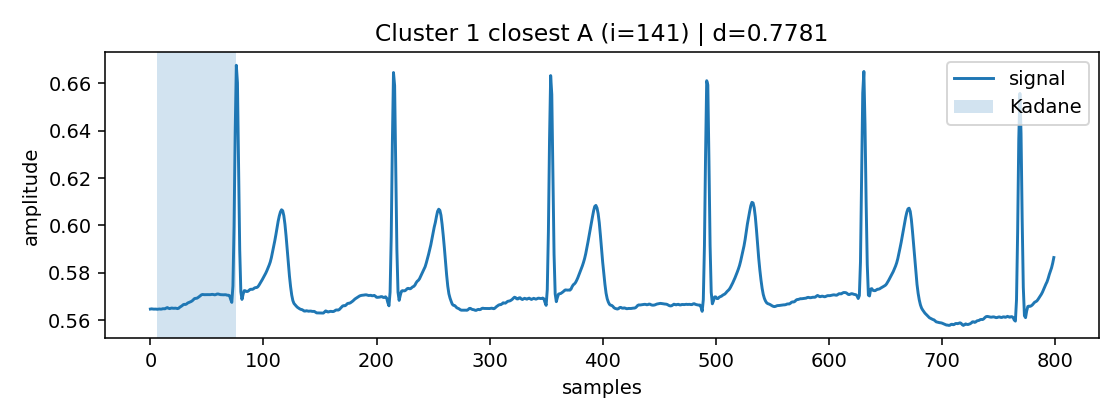 Cluster 1 closest A (i=141) | d=0.7781
signal
Kadane
amplitude
0.66
0.64
0.62
0.60
0.58
0.56
0 100 200 300 400 500 600 700 800
samples